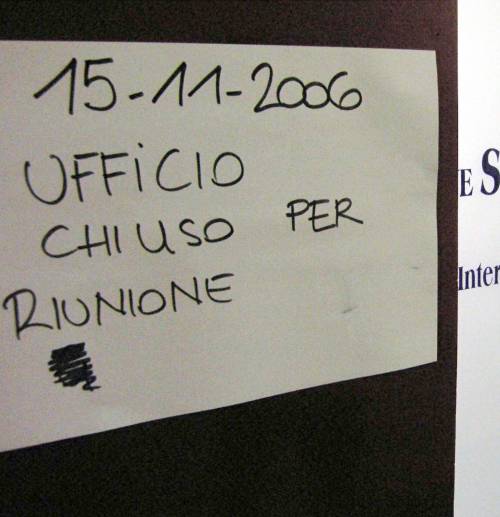 15-11-2006
UFFiCIO
CHIUSO PER
RIUNIONE
E S
Inter